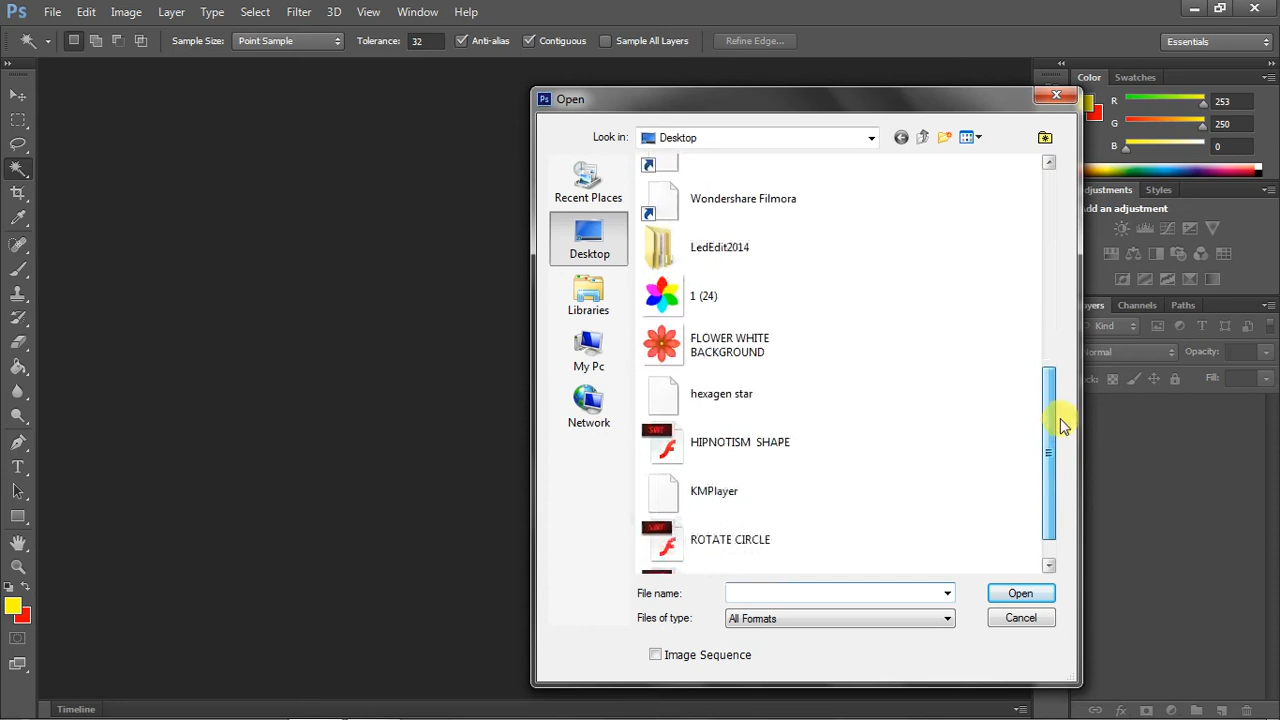 Ps File Edit Image Layer Type Select Filter 3D View Window Help
Sample Size: Point Sample Tolerance: 32 Anti-alias Contiguous Sample All Layers Refine Edge... Essentials
Color Swatches
R 253
G 250
B 0
Adjustments Styles
Add an adjustment
Layers Channels Paths
Kind
Normal Opacity:
Lock: Fill:
Ps Open
Look in: Desktop
Recent Places
Desktop
Libraries
My Pc
Network
Wondershare Filmora
LedEdit2014
1 (24)
FLOWER WHITE
BACKGROUND
hexagen star
HIPNOTISM SHAPE
KMPlayer
ROTATE CIRCLE
File name: Open
Files of type: All Formats Cancel
Image Sequence
Timeline